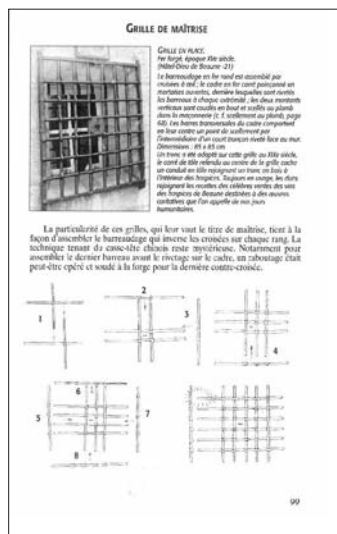 GRILLE DE MAÎTRISE
GRILLE EN PLACE.
Fer forgé, époque XIIe siècle.
(Hôtel-Dieu de Beaune -21)
Le barreaudage en fer rond est assemblé par
croisées à œil ; le cadre en fer carré poinçonné en
mortaises ouvertes, derrière lesquelles sont rivetés
les barreaux à chaque extrémité ; les deux montants
verticaux sont coudés en bout et scellés au plomb
dans la maçonnerie (c. f. scellement au plomb, page
68). Les barres transversales du cadre comportent
en leur centre un point de scellement par
l'intermédiaire d'un court tronçon riveté face au mur.
Dimensions : 85 x 85 cm
Un tronc a été adapté sur cette grille au XIXe siècle,
le carré de tôle refendu au centre de la grille cache
un conduit en tôle rejoignant un tronc en bois à
l'intérieur des hospices. Toujours en usage, les dons
rejoignent les recettes des célèbres ventes des vins
des hospices de Beaune destinées à des œuvres
caritatives que l'on appelle de nos jours
humanitaires.
La particularité de ces grilles, qui leur vaut le titre de maîtrise, tient à la
façon d'assembler le barreaudage qui inverse les croisées sur chaque rang. La
technique tenant du casse-tête chinois reste mystérieuse. Notamment pour
assembler le dernier barreau avant le rivetage sur le cadre, en raboutage était
peut-être opéré et soudé à la forge pour la dernière contre-croisée.
1
2
3
4
5
6
7
8
99